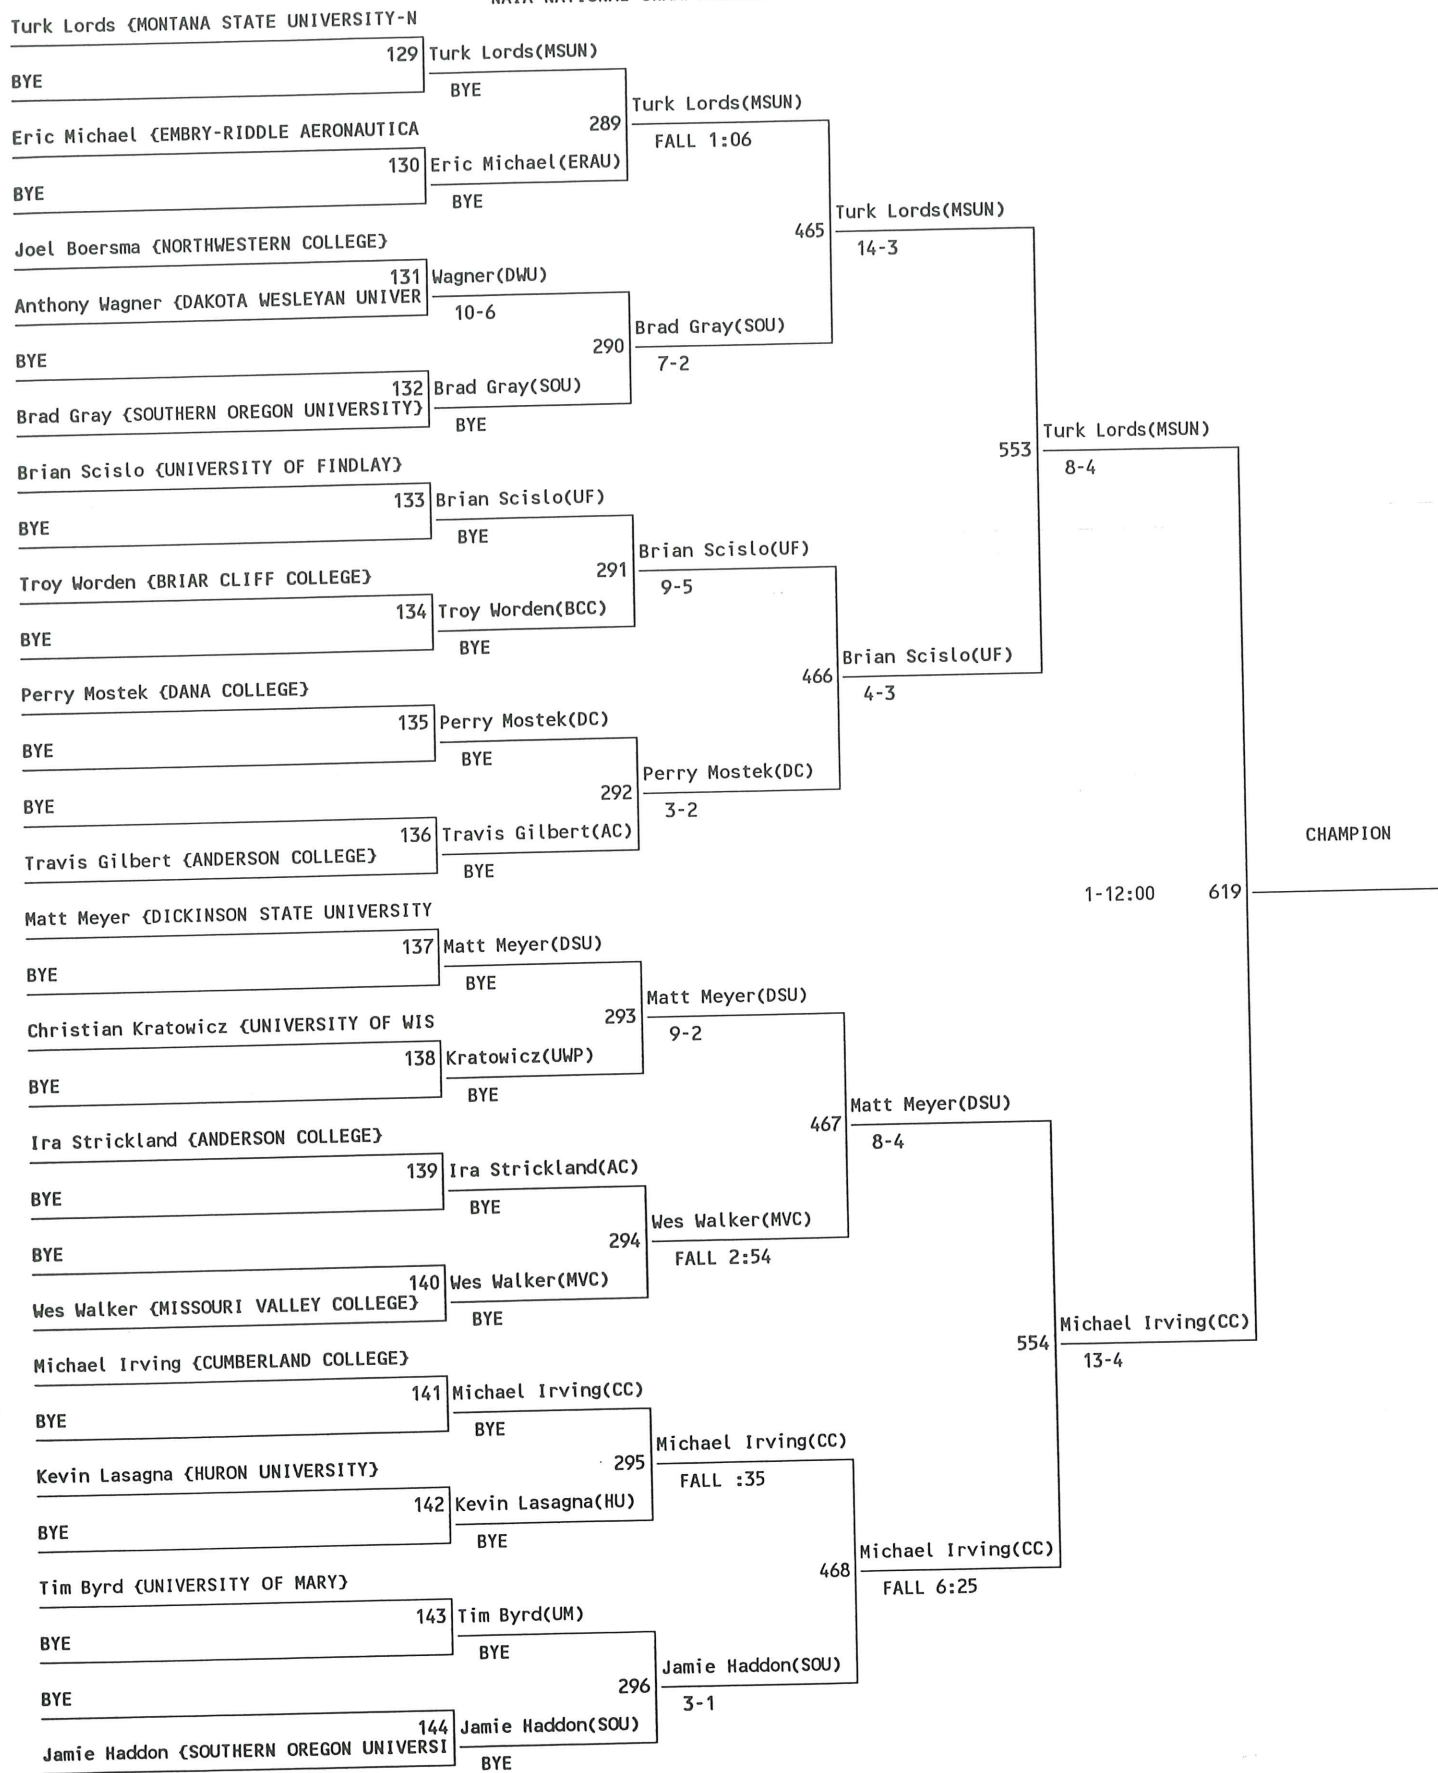 Turk Lords {MONTANA STATE UNIVERSITY-N
129 Turk Lords(MSUN)
BYE
BYE
Turk Lords(MSUN)
289
FALL 1:06
Eric Michael {EMBRY-RIDDLE AERONAUTICA
130 Eric Michael(ERAU)
BYE
BYE
Turk Lords(MSUN)
465
14-3
Joel Boersma {NORTHWESTERN COLLEGE}
131 Wagner(DWU)
Anthony Wagner {DAKOTA WESLEYAN UNIVER
10-6
Brad Gray(SOU)
290
7-2
BYE
132 Brad Gray(SOU)
Brad Gray {SOUTHERN OREGON UNIVERSITY}
BYE
Turk Lords(MSUN)
553
8-4
Brian Scislo {UNIVERSITY OF FINDLAY}
133 Brian Scislo(UF)
BYE
BYE
Brian Scislo(UF)
291
9-5
Troy Worden {BRIAR CLIFF COLLEGE}
134 Troy Worden(BCC)
BYE
BYE
Brian Scislo(UF)
466
4-3
Perry Mostek {DANA COLLEGE}
135 Perry Mostek(DC)
BYE
BYE
Perry Mostek(DC)
292
3-2
BYE
136 Travis Gilbert(AC)
Travis Gilbert {ANDERSON COLLEGE}
BYE
CHAMPION
1-12:00 619
Matt Meyer {DICKINSON STATE UNIVERSITY
137 Matt Meyer(DSU)
BYE
BYE
Matt Meyer(DSU)
293
9-2
Christian Kratowicz {UNIVERSITY OF WIS
138 Kratowicz(UWP)
BYE
BYE
Matt Meyer(DSU)
467
8-4
Ira Strickland {ANDERSON COLLEGE}
139 Ira Strickland(AC)
BYE
BYE
Wes Walker(MVC)
294
FALL 2:54
BYE
140 Wes Walker(MVC)
Wes Walker {MISSOURI VALLEY COLLEGE}
BYE
Michael Irving(CC)
554
13-4
Michael Irving {CUMBERLAND COLLEGE}
141 Michael Irving(CC)
BYE
BYE
Michael Irving(CC)
295
FALL :35
Kevin Lasagna {HURON UNIVERSITY}
142 Kevin Lasagna(HU)
BYE
BYE
Michael Irving(CC)
468
FALL 6:25
Tim Byrd {UNIVERSITY OF MARY}
143 Tim Byrd(UM)
BYE
BYE
Jamie Haddon(SOU)
296
3-1
BYE
144 Jamie Haddon(SOU)
Jamie Haddon {SOUTHERN OREGON UNIVERSI
BYE